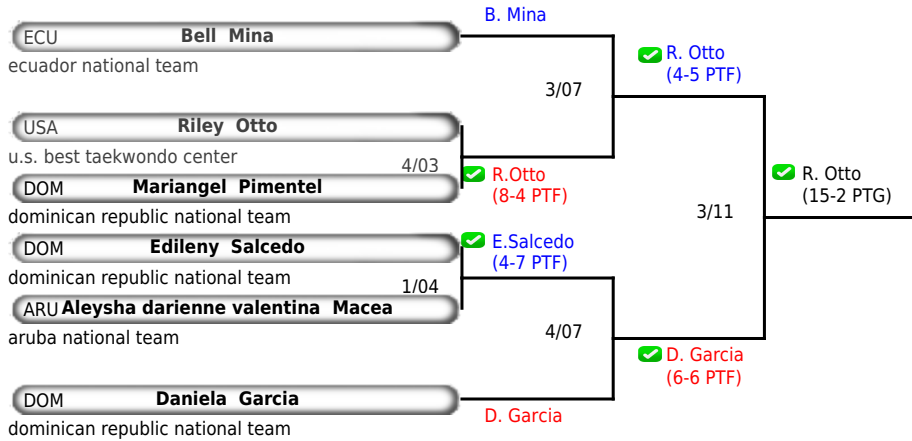 B. Mina
ECU Bell Mina
ecuador national team
R. Otto
(4-5 PTF)
3/07
USA Riley Otto
u.s. best taekwondo center
4/03
R.Otto
(8-4 PTF)
DOM Mariangel Pimentel
dominican republic national team
R. Otto
(15-2 PTG)
3/11
DOM Edileny Salcedo
dominican republic national team
E.Salcedo
(4-7 PTF)
1/04
ARU Aleysha darienne valentina Macea
aruba national team
4/07
D. Garcia
(6-6 PTF)
DOM Daniela Garcia
dominican republic national team
D. Garcia